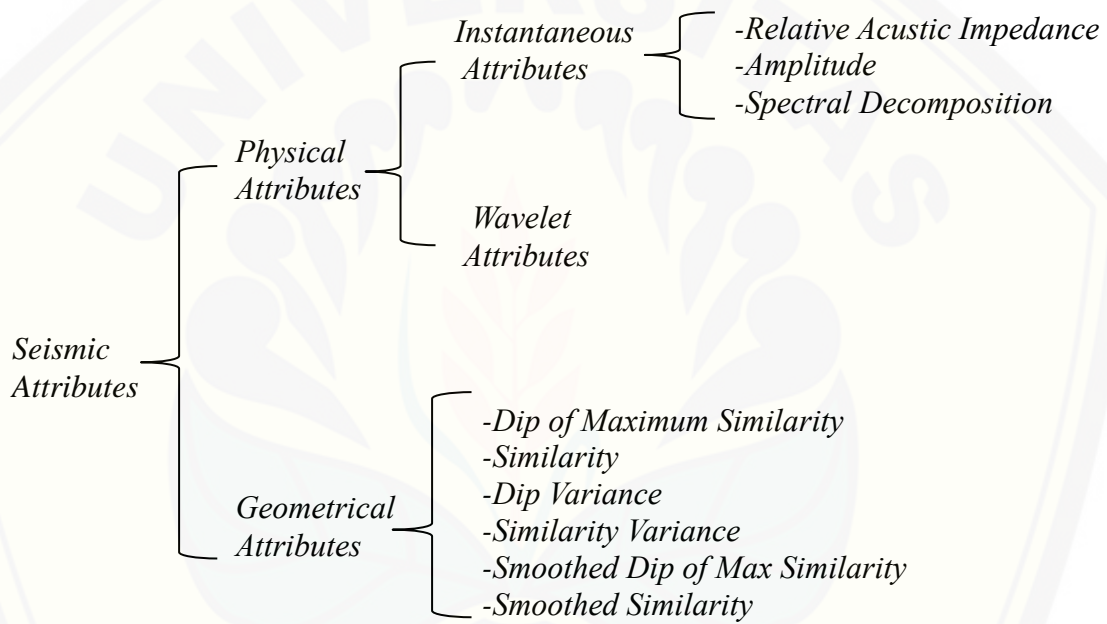 Seismic
Attributes
Physical
Attributes
Instantaneous
Attributes
-Relative Acustic Impedance
-Amplitude
-Spectral Decomposition
Wavelet
Attributes
Geometrical
Attributes
-Dip of Maximum Similarity
-Similarity
-Dip Variance
-Similarity Variance
-Smoothed Dip of Max Similarity
-Smoothed Similarity
UNIVERSITAS